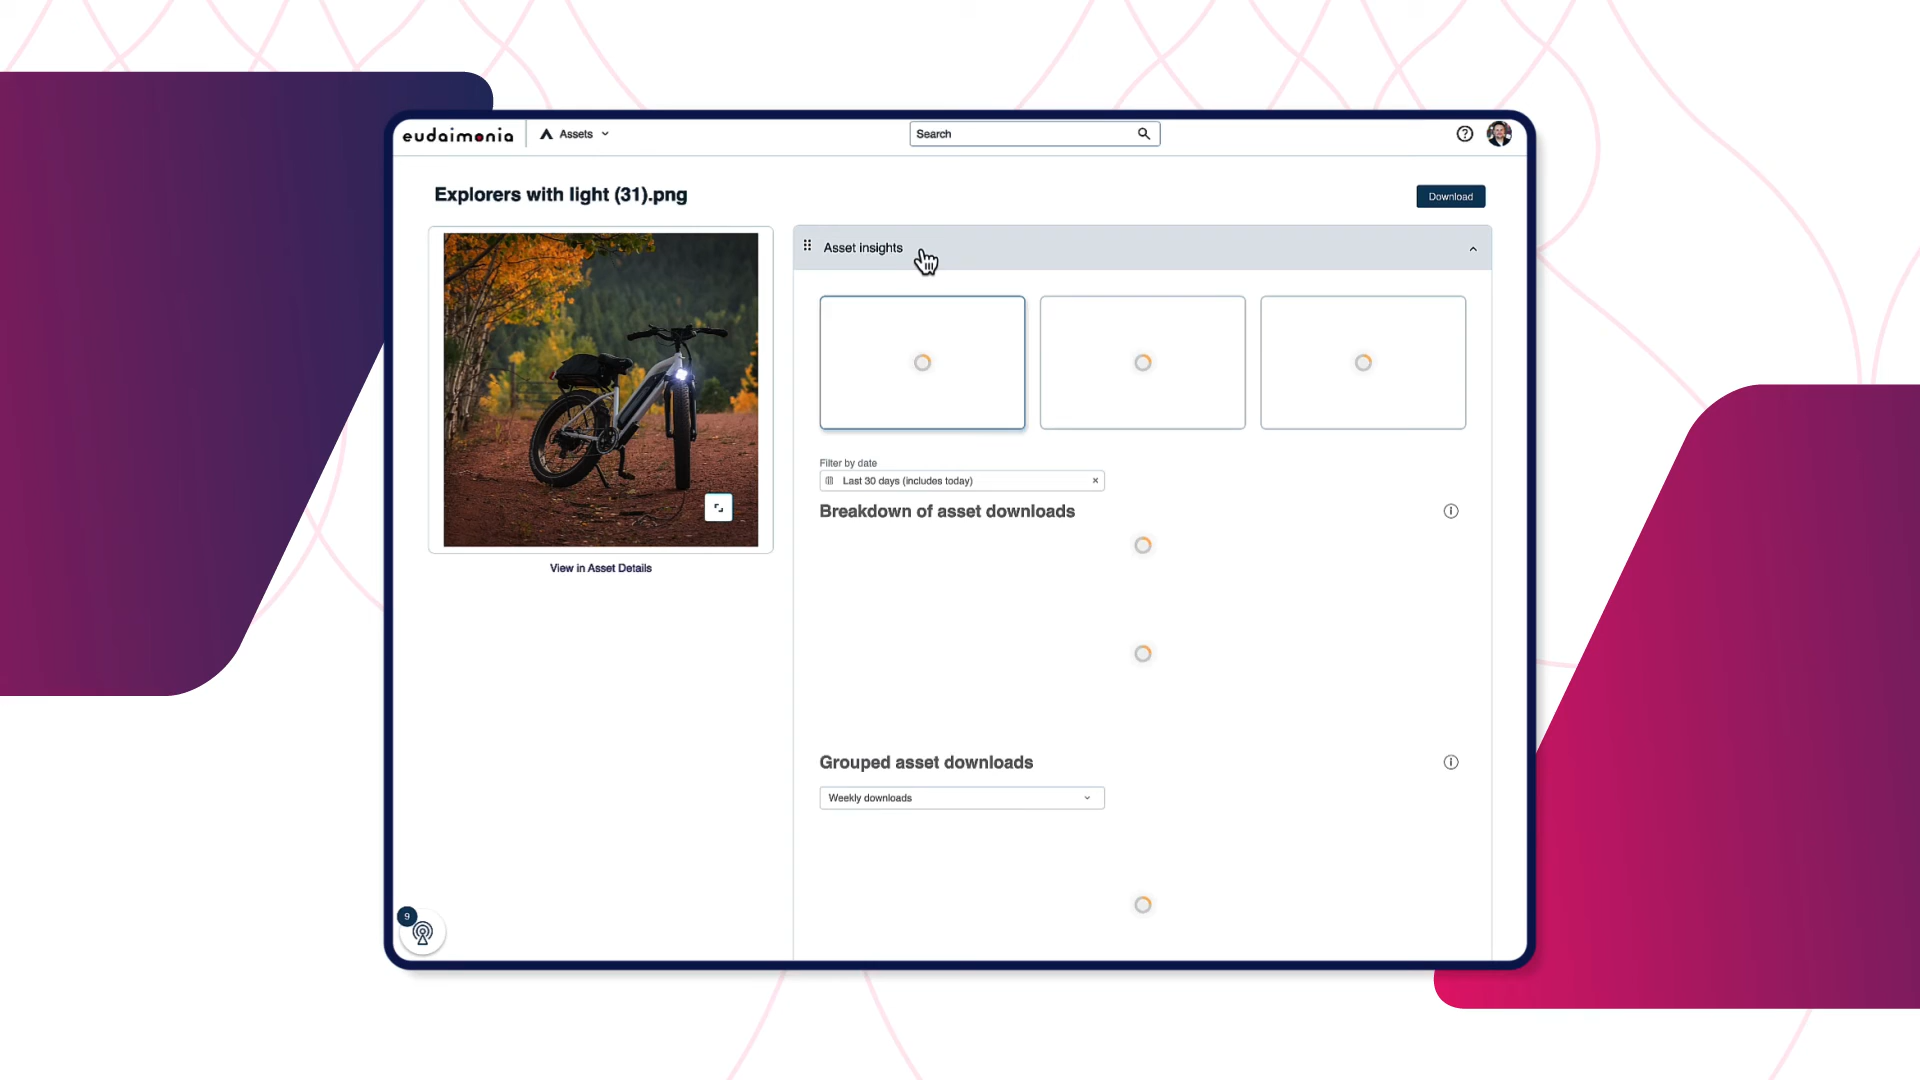 eudaimonia
Assets
Search
Explorers with light (31).png
Download
Asset insights
Filter by date
Last 30 days (includes today)
Breakdown of asset downloads
View in Asset Details
Grouped asset downloads
Weekly downloads
9